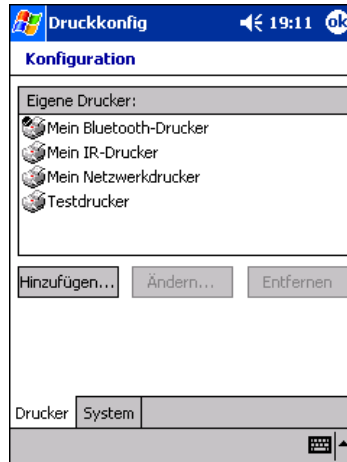 Druckkonfig 19:11 ok
Konfiguration
Eigene Drucker:
Mein Bluetooth-Drucker
Mein IR-Drucker
Mein Netzwerkdrucker
Testdrucker
Hinzufügen... Ändern... Entfernen
Drucker System